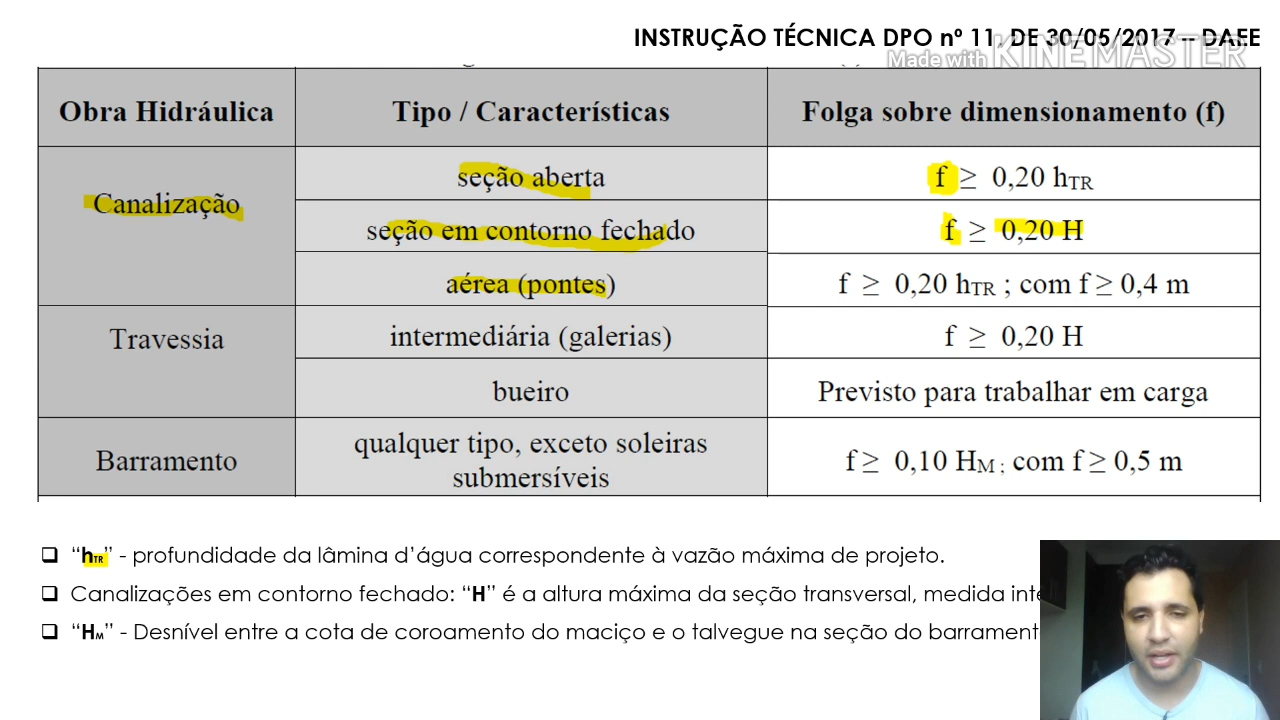 INSTRUÇÃO TÉCNICA DPO nº 11, DE 30/05/2017 -- DAEE
Made with KINEMASTER
Obra Hidráulica
Tipo / Características
Folga sobre dimensionamento (f)
Canalização
seção aberta
f ≥ 0,20 hTR
seção em contorno fechado
f ≥ 0,20 H
aérea (pontes)
f ≥ 0,20 hTR ; com f ≥ 0,4 m
Travessia
intermediária (galerias)
f ≥ 0,20 H
bueiro
Previsto para trabalhar em carga
Barramento
qualquer tipo, exceto soleiras
submersíveis
f ≥ 0,10 HM ; com f ≥ 0,5 m
❑ “hTR” - profundidade da lâmina d’água correspondente à vazão máxima de projeto.
❑ Canalizações em contorno fechado: “H” é a altura máxima da seção transversal, medida
❑ “HM” - Desnível entre a cota de coroamento do maciço e o talvegue na seção do